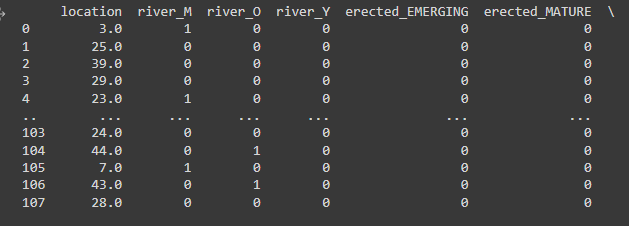 location river_M river_O river_Y erected_EMERGING erected_MATURE \
0 3.0 1 0 0 0 0
1 25.0 0 0 0 0 0
2 39.0 0 0 0 0 0
3 29.0 0 0 0 0 0
4 23.0 1 0 0 0 0
.. ... ... ... ... ... ...
103 24.0 0 0 0 0 0
104 44.0 0 1 0 0 0
105 7.0 1 0 0 0 0
106 43.0 0 1 0 0 0
107 28.0 0 0 0 0 0